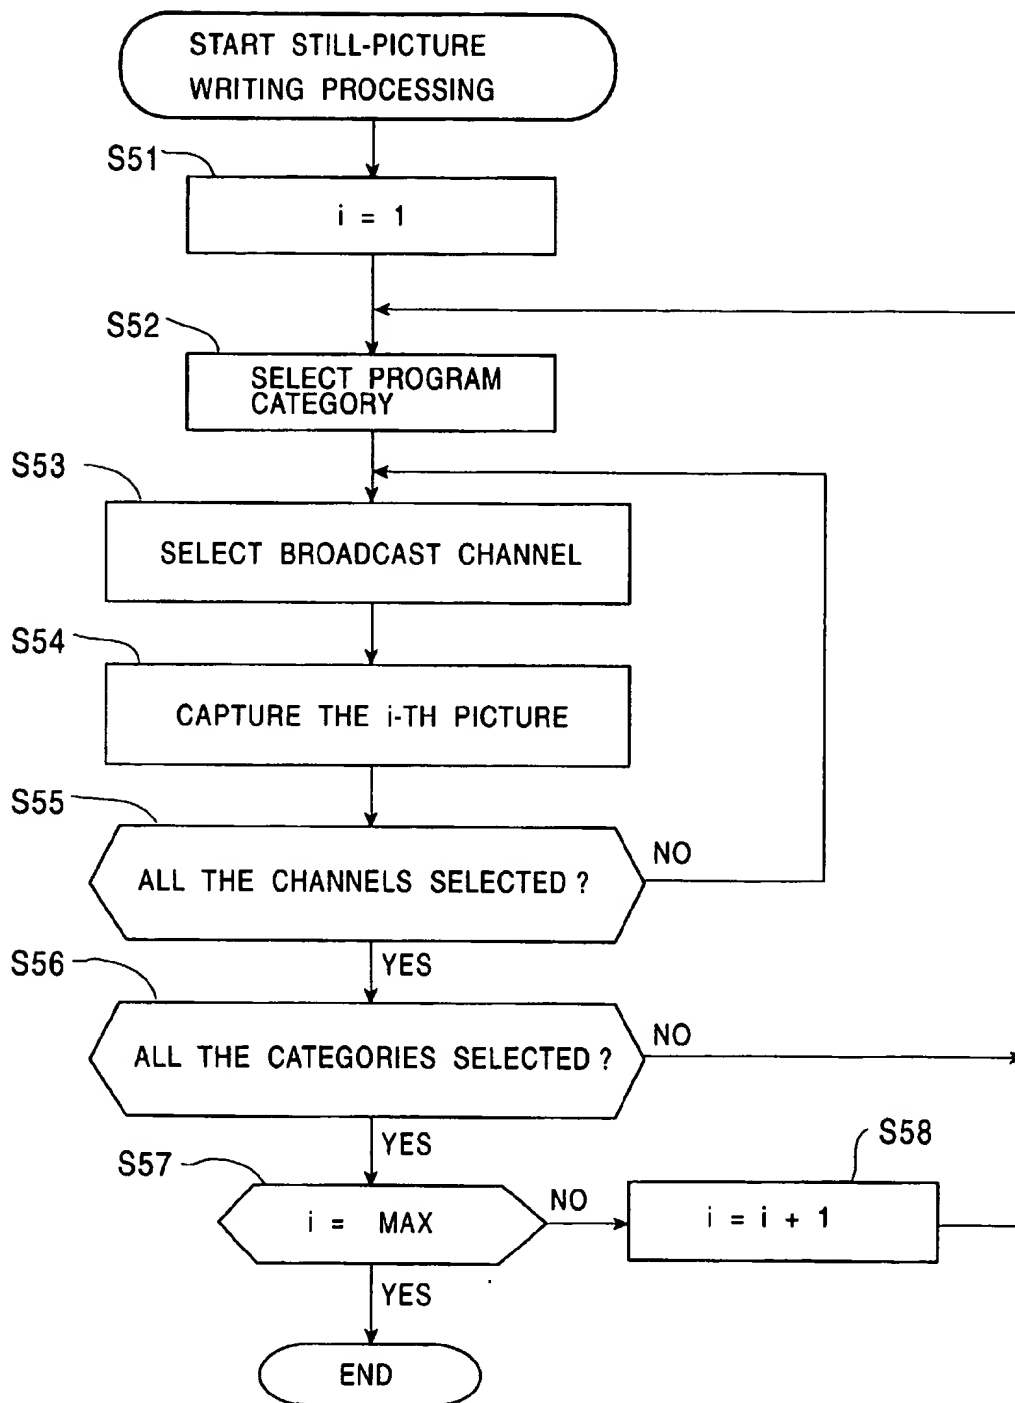 START STILL-PICTURE
WRITING PROCESSING
S51
i = 1
S52
SELECT PROGRAM
CATEGORY
S53
SELECT BROADCAST CHANNEL
S54
CAPTURE THE i-TH PICTURE
S55
ALL THE CHANNELS SELECTED ?
NO
YES
S56
ALL THE CATEGORIES SELECTED ?
NO
YES
S57
i = MAX
NO
S58
i = i + 1
YES
END